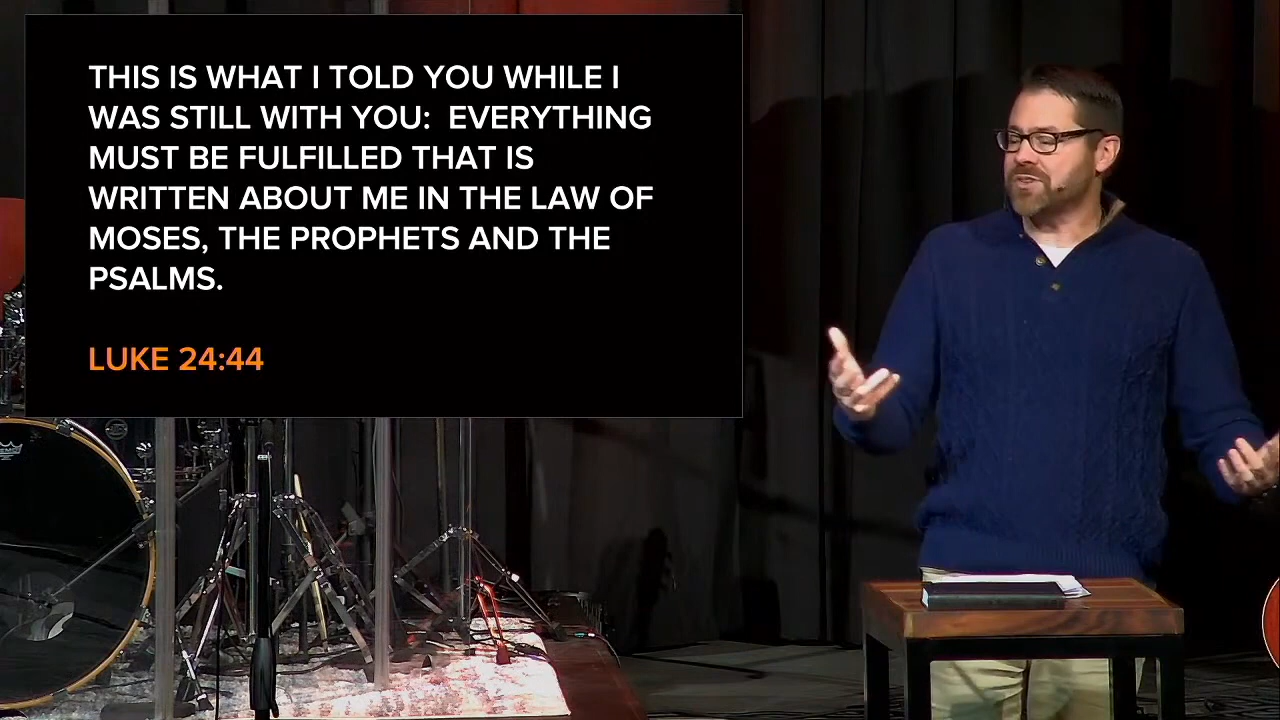 THIS IS WHAT I TOLD YOU WHILE I
WAS STILL WITH YOU:  EVERYTHING
MUST BE FULFILLED THAT IS
WRITTEN ABOUT ME IN THE LAW OF
MOSES, THE PROPHETS AND THE
PSALMS.
LUKE 24:44
REMO